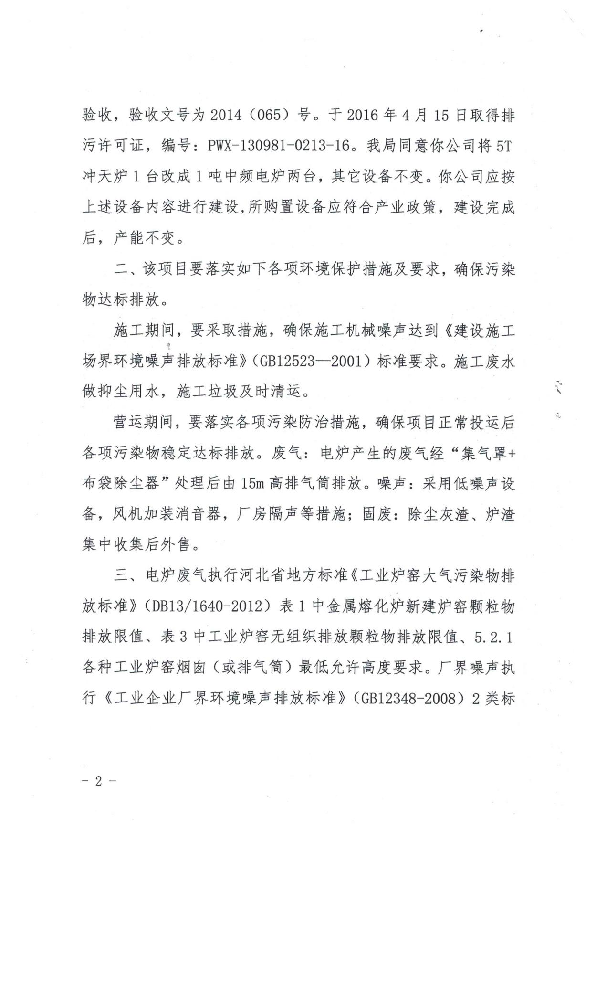 验收，验收文号为 2014（065）号。于 2016 年 4 月 15 日取得排
污许可证，编号：PWX-130981-0213-16。我局同意你公司将 5T
冲天炉 1 台改成 1 吨中频电炉两台，其它设备不变。你公司应按
上述设备内容进行建设,所购置设备应符合产业政策，建设完成
后，产能不变。
二、该项目要落实如下各项环境保护措施及要求，确保污染
物达标排放。
施工期间，要采取措施，确保施工机械噪声达到《建设施工
场界环境噪声排放标准》（GB12523—2001）标准要求。施工废水
做抑尘用水，施工垃圾及时清运。
营运期间，要落实各项污染防治措施，确保项目正常投运后
各项污染物稳定达标排放。废气：电炉产生的废气经“集气罩+
布袋除尘器”处理后由 15m 高排气筒排放。噪声：采用低噪声设
备，风机加装消音器，厂房隔声等措施；固废：除尘灰渣、炉渣
集中收集后外售。
三、电炉废气执行河北省地方标准《工业炉窑大气污染物排
放标准》（DB13/1640-2012）表 1 中金属熔化炉新建炉窑颗粒物
排放限值、表 3 中工业炉窑无组织排放颗粒物排放限值、5.2.1
各种工业炉窑烟囱（或排气筒）最低允许高度要求。厂界噪声执
行《工业企业厂界环境噪声排放标准》（GB12348-2008）2 类标
- 2 -